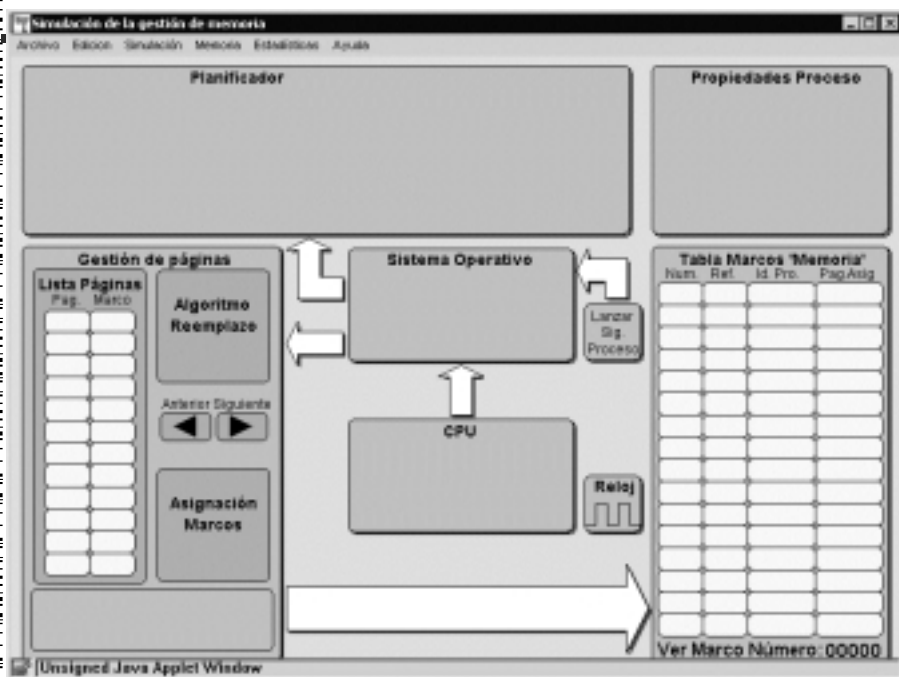 Simulación de la gestión de memoria
Archivo Edicion Simulación Memoria Estadísticas Ayuda
Planificador
Propiedades Proceso
Gestión de páginas
Lista Páginas
Pag. Marco
Algoritmo
Reemplazo
Anterior Siguiente
Asignación
Marcos
Sistema Operativo
Lanzar
Sig.
Proceso
CPU
Reloj
Tabla Marcos 'Memoria'
Num. Ref. Id. Pro. Pag Asig
Ver Marco Número: 00000
Unsigned Java Applet Window